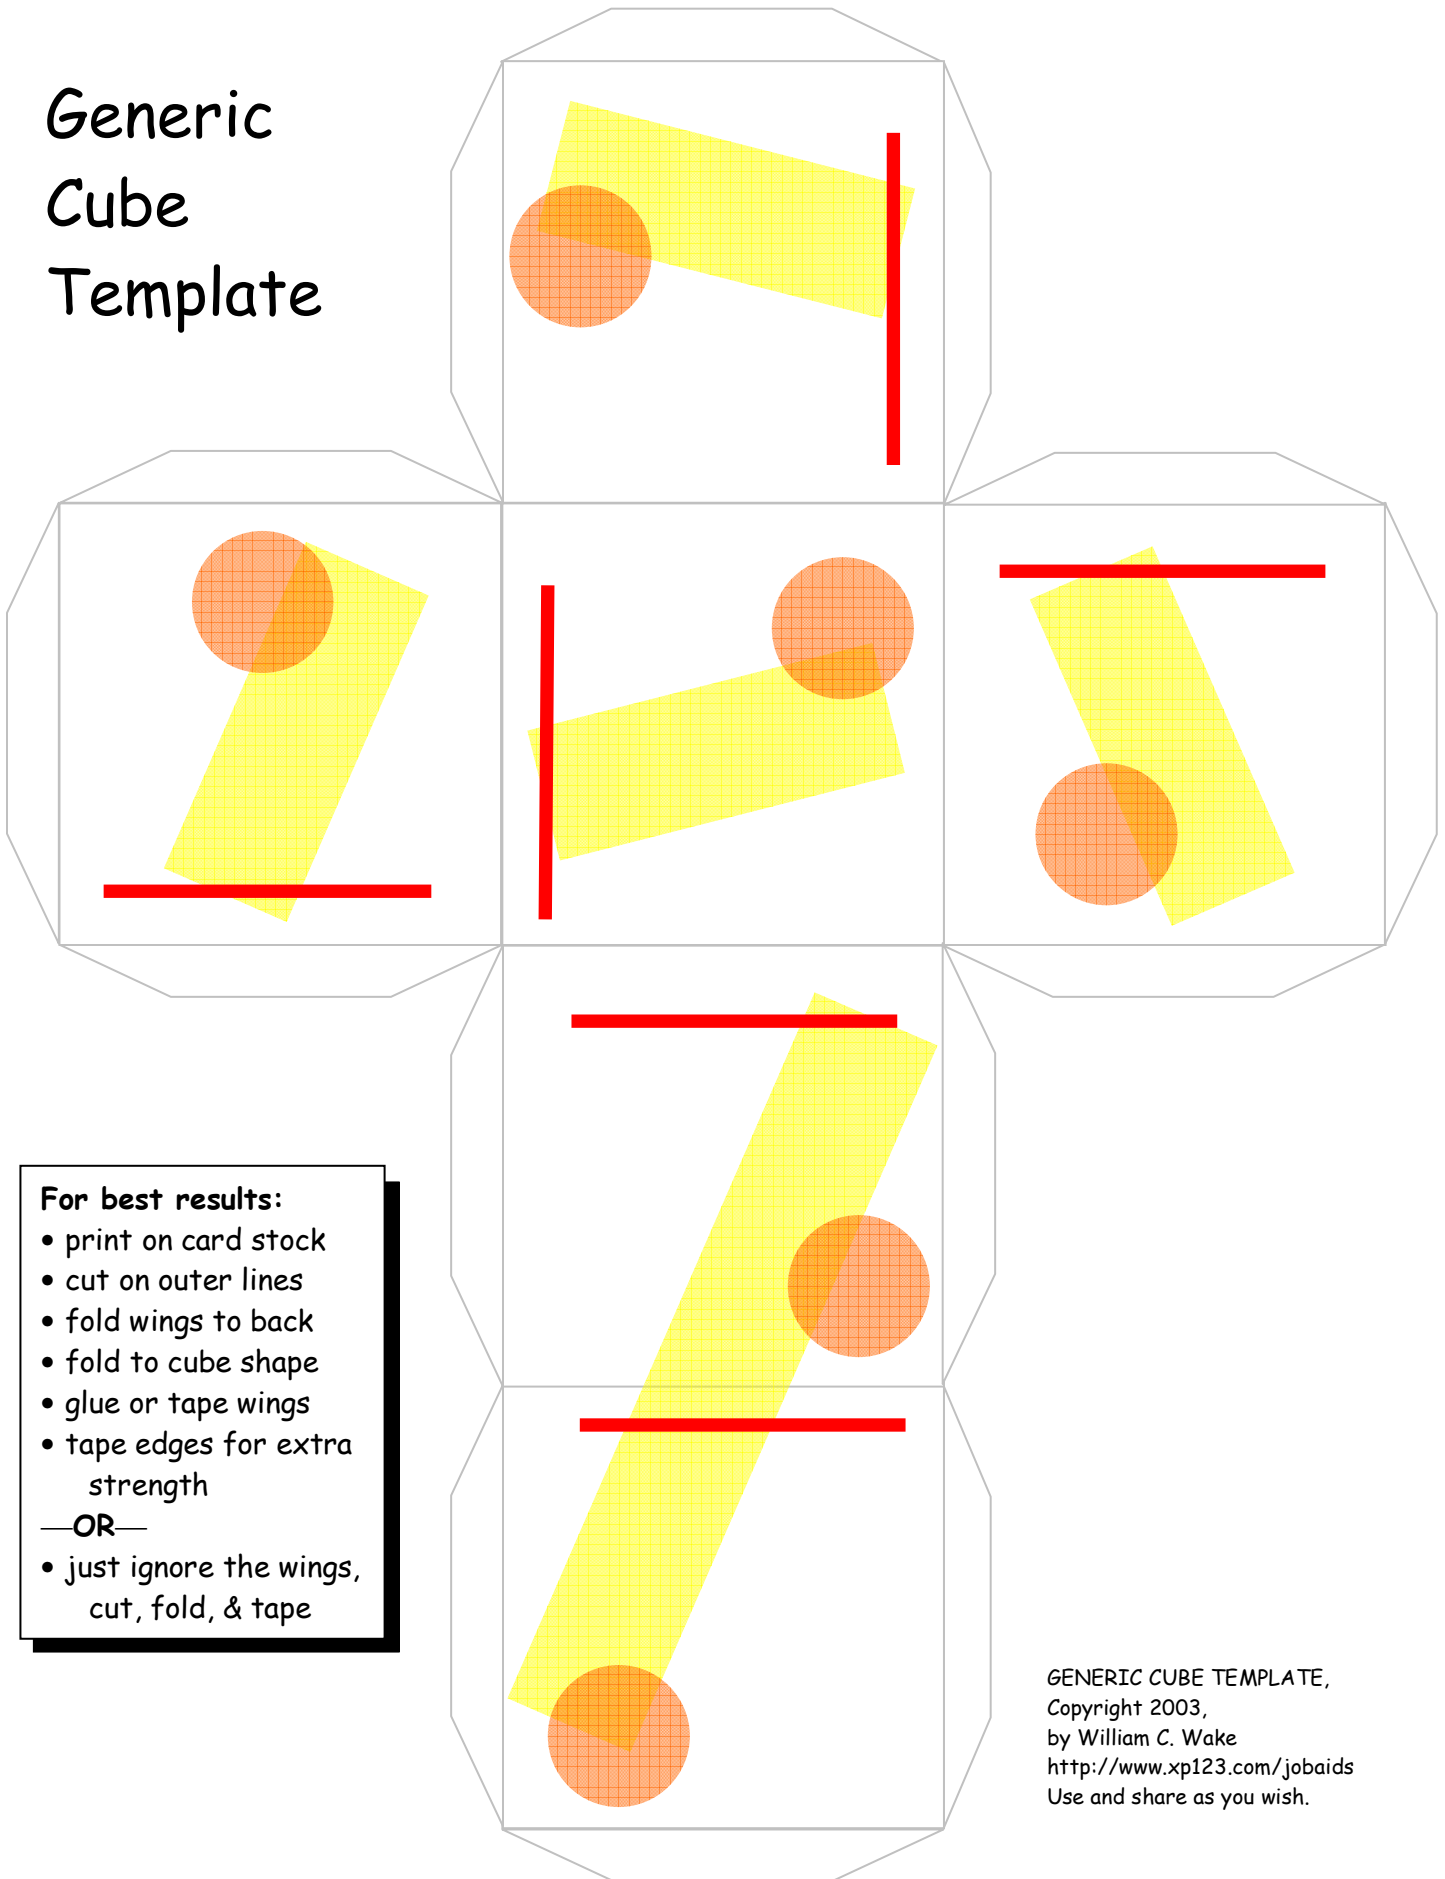 Generic
Cube
Template
For best results:
• print on card stock
• cut on outer lines
• fold wings to back
• fold to cube shape
• glue or tape wings
• tape edges for extra
strength
—OR—
• just ignore the wings,
cut, fold, & tape
GENERIC CUBE TEMPLATE,
Copyright 2003,
by William C. Wake
http://www.xp123.com/jobaids
Use and share as you wish.